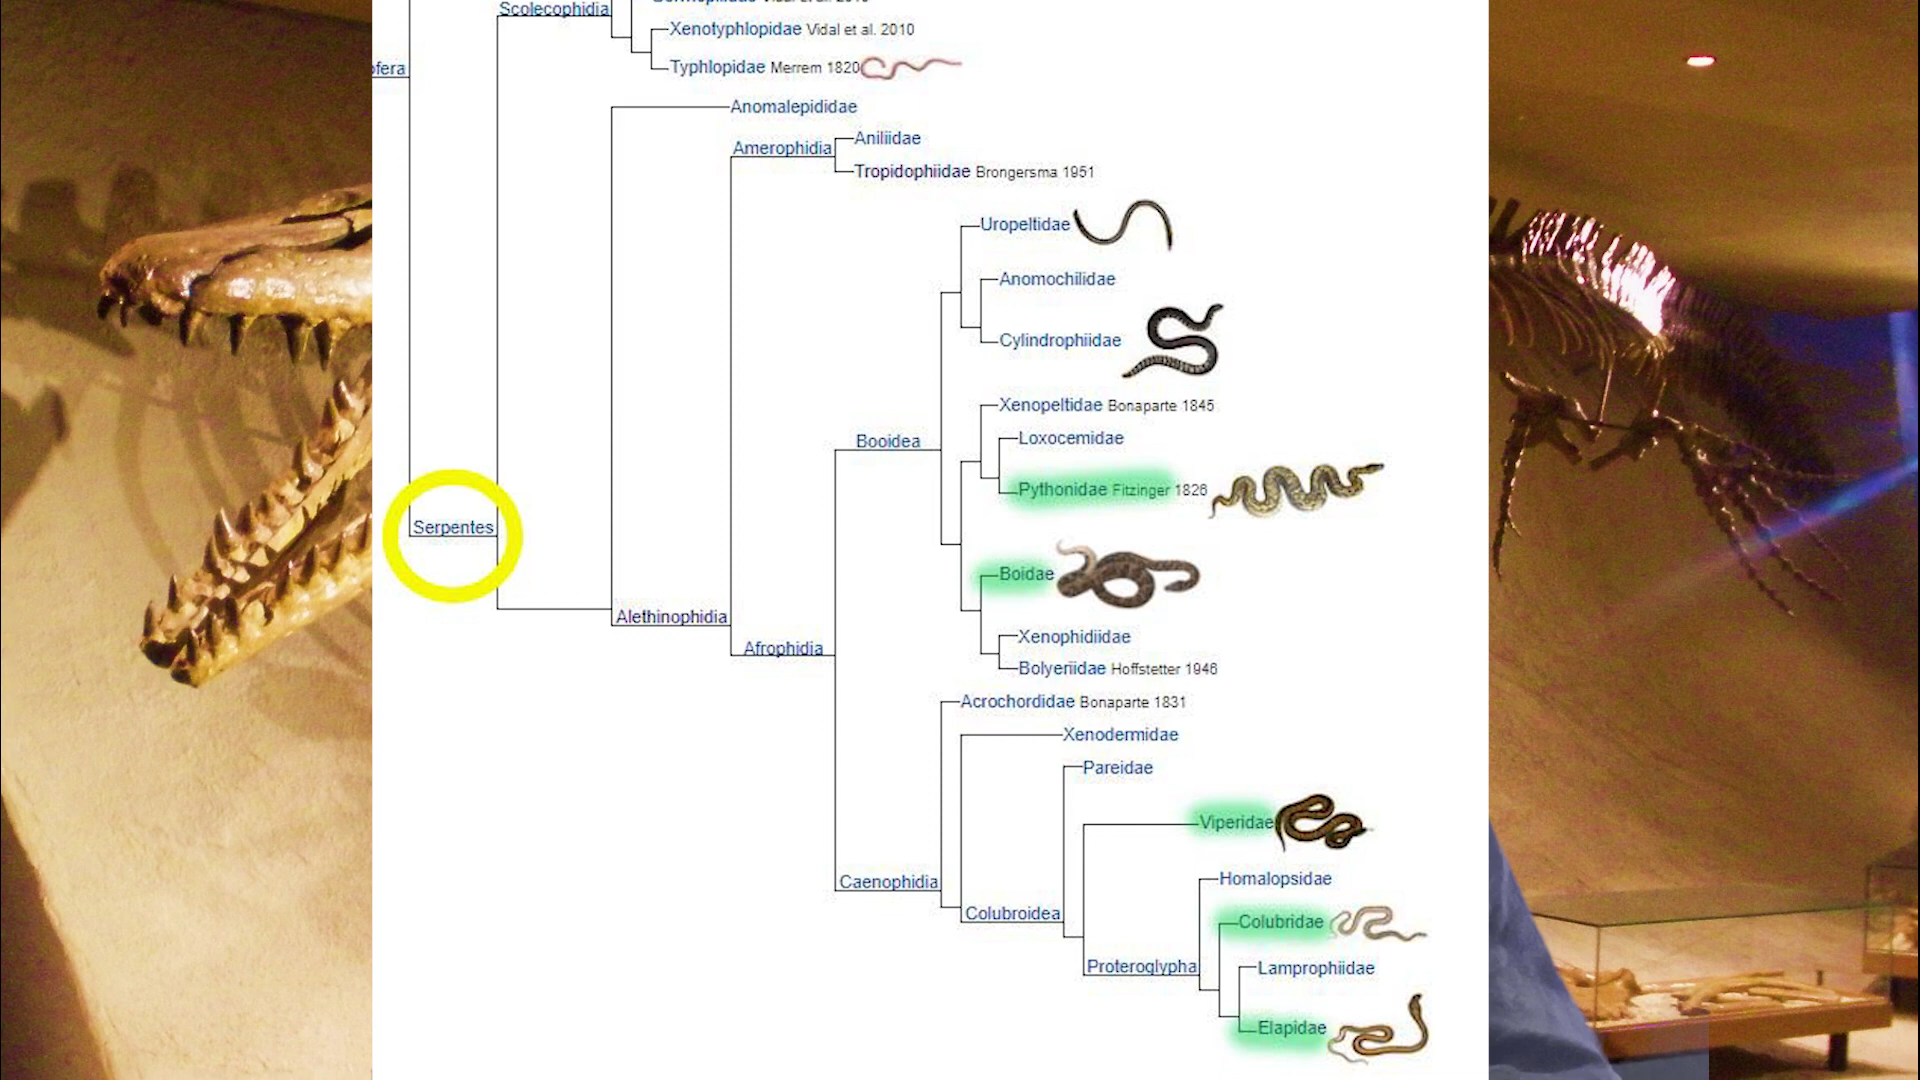 Scolecophidia
Xenotyphlopidae Vidal et al. 2010
ofera
Typhlopidae Merrem 1820
Anomalepididae
Aniliidae
Amerophidia
Tropidophiidae Brongersma 1951
Uropeltidae
Anomochilidae
Cylindrophiidae
Xenopeltidae Bonaparte 1845
Loxocemidae
Booidea
Pythonidae Fitzinger 1826
Serpentes
Boidae
Alethinophidia
Xenophidiidae
Afrophidia
Bolyeriidae Hoffstetter 1946
Acrochordidae Bonaparte 1831
Xenodermidae
Pareidae
Viperidae
Caenophidia
Homalopsidae
Colubroidea
Colubridae
Proteroglypha
Lamprophiidae
Elapidae